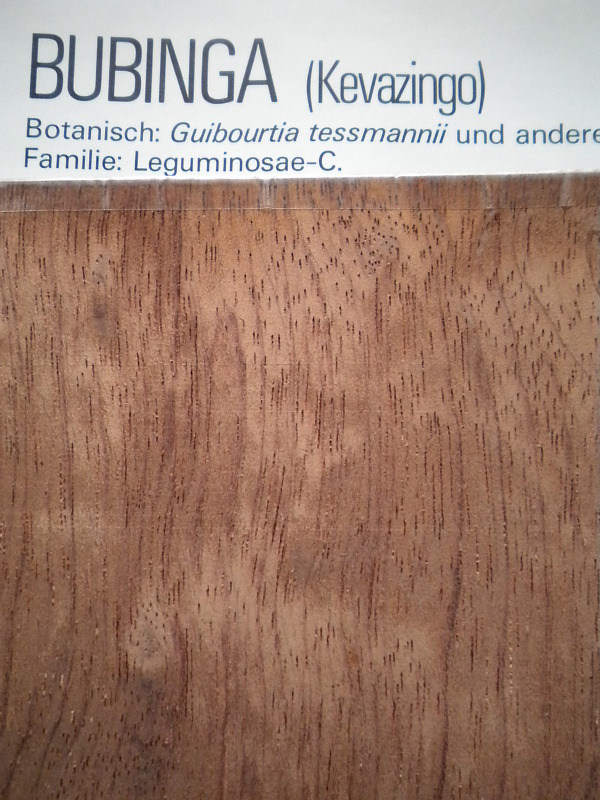 BUBINGA (Kevazingo)
Botanisch: Guibourtia tessmannii und andere
Familie: Leguminosae-C.